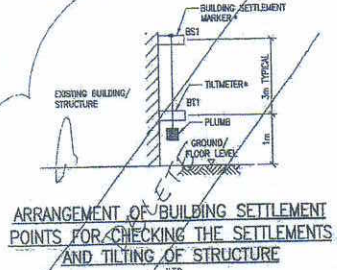 BUILDING SETTLEMENT
MARKER*
BS1
EXISTING BUILDING/
STRUCTURE
3m TYPICAL
TILTMETER*
BT1
PLUMB
GROUND/
FLOOR LEVEL
1m
ARRANGEMENT OF BUILDING SETTLEMENT
POINTS FOR CHECKING THE SETTLEMENTS
AND TILTING OF STRUCTURE